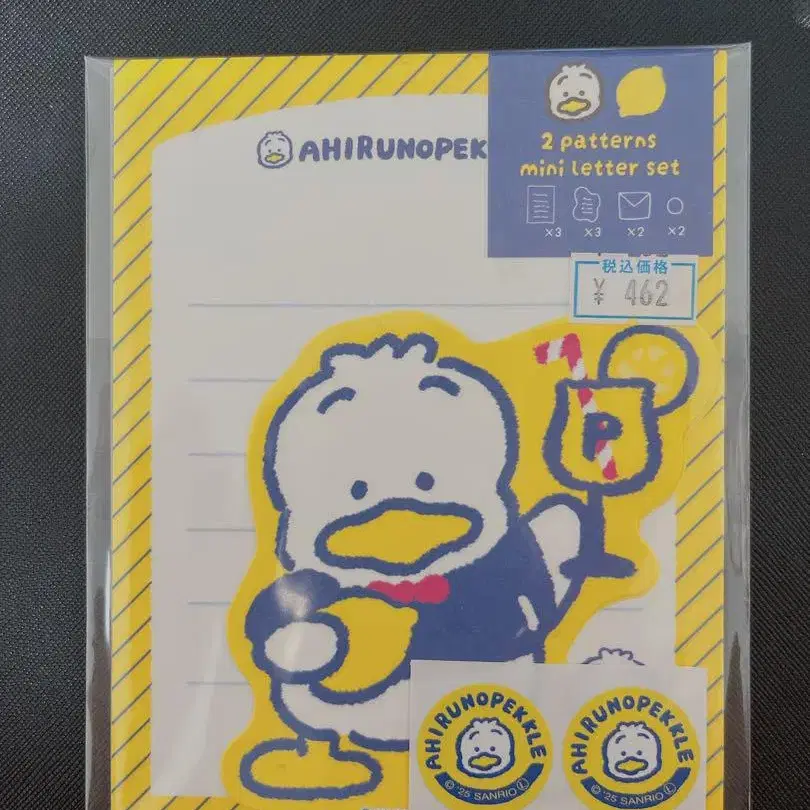 AHIRUNOPEK
2 patterns
mini letter set
×3 ×3 ×2 ×2
税込価格
¥ 462
P
AHIRUNOPEKKLE
© '25 SANRIO Ⓛ
AHIRUNOPEKKLE
© '25 SANRIO Ⓛ